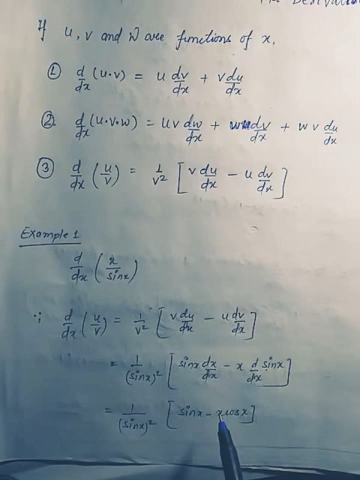 The Derivat
If u, v and w are functions of x.
① d/dx (u·v) = u dv/dx + v du/dx
② d/dx (u·v·w) = uv dw/dx + wu dv/dx + wv du/dx
③ d/dx (u/v) = 1/v² [v du/dx - u dv/dx]
Example 1
d/dx (x/sinx)
∵ d/dx (u/v) = 1/v² [v du/dx - u dv/dx]
= 1/(sinx)² [sinx dx/dx - x d/dx sinx]
= 1/(sinx)² [sinx - xcosx]